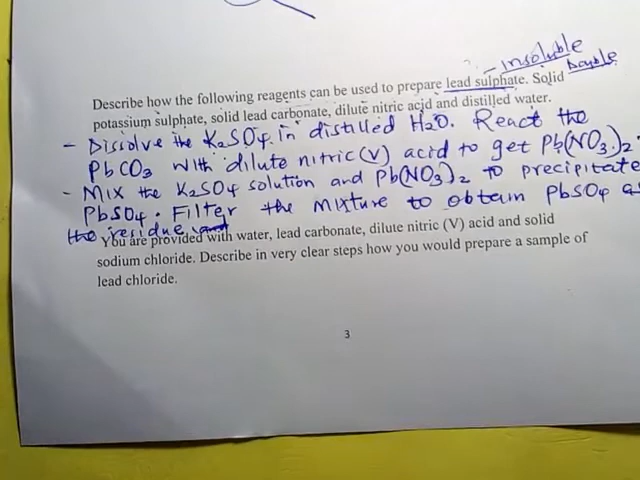 - Insoluble
Double
Describe how the following reagents can be used to prepare lead sulphate. Solid
potassium sulphate, solid lead carbonate, dilute nitric acid and distilled water.
- Dissolve the K₂SO₄ in distilled H₂O. React the
PbCO₃ with dilute nitric (V) acid to get Pb(NO₃)₂.
- Mix the K₂SO₄ solution and Pb(NO₃)₂ to precipitate
PbSO₄. Filter the mixture to obtain PbSO₄ a
the residue
You are provided with water, lead carbonate, dilute nitric (V) acid and solid
sodium chloride. Describe in very clear steps how you would prepare a sample of
lead chloride.
3